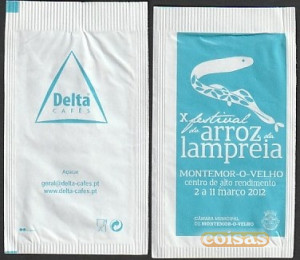 Delta
CAFÉS
Açúcar
geral@delta-cafes.pt
www.delta-cafes.pt
X festival
de arroz de
lampreia
MONTEMOR-O-VELHO
centro de alto rendimento
2 a 11 março 2012
CÂMARA MUNICIPAL
DE MONTEMOR-O-VELHO
coisas